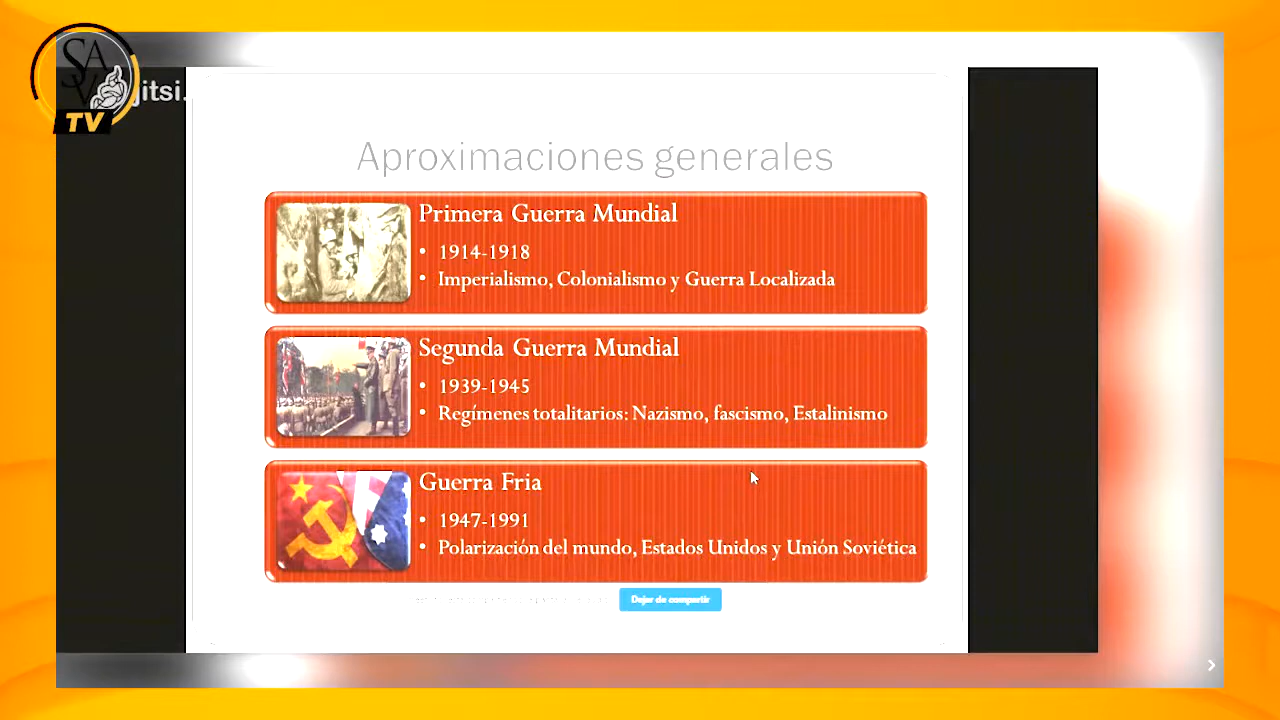 SA
V
TV
jitsi.
Aproximaciones generales
Primera Guerra Mundial
• 1914-1918
• Imperialismo, Colonialismo y Guerra Localizada
Segunda Guerra Mundial
• 1939-1945
• Regímenes totalitarios: Nazismo, fascismo, Estalinismo
Guerra Fria
• 1947-1991
• Polarización del mundo, Estados Unidos y Unión Soviética
Dejar de compartir